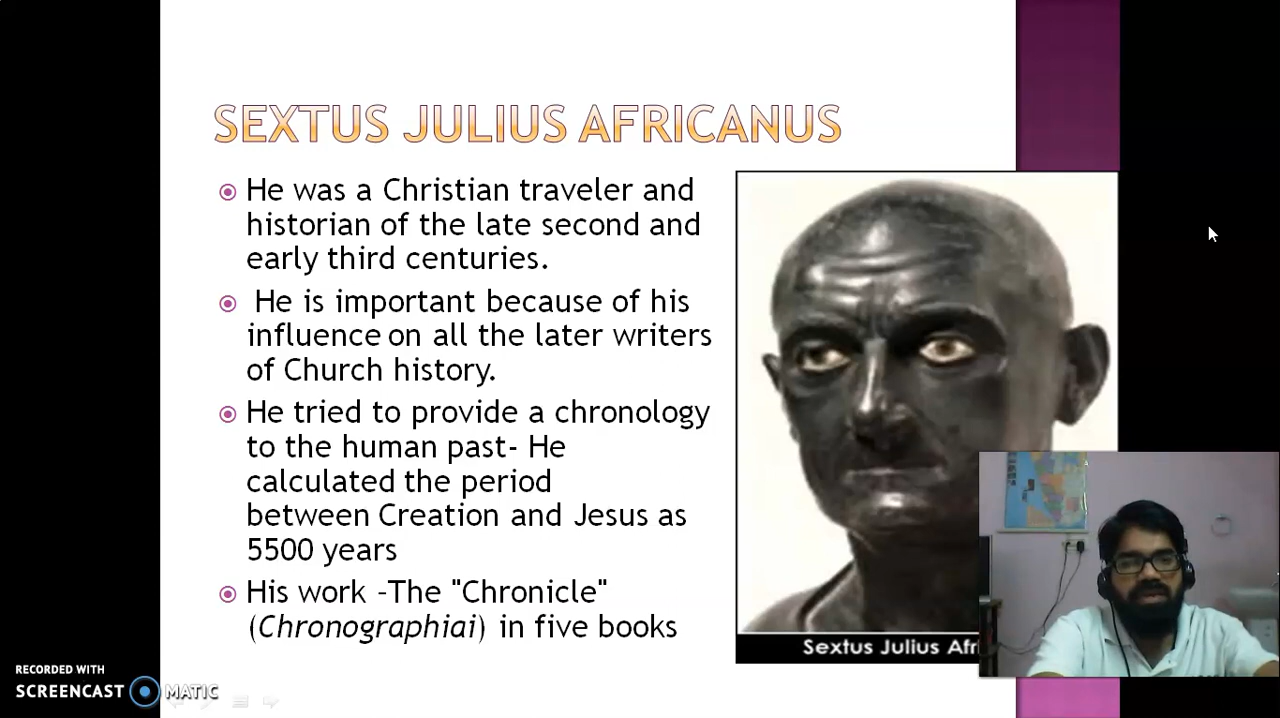 SEXTUS JULIUS AFRICANUS
He was a Christian traveler and
historian of the late second and
early third centuries.
He is important because of his
influence on all the later writers
of Church history.
He tried to provide a chronology
to the human past- He
calculated the period
between Creation and Jesus as
5500 years
His work –The "Chronicle"
(Chronographiai) in five books
Sextus Julius Afri
RECORDED WITH
SCREENCAST MATIC